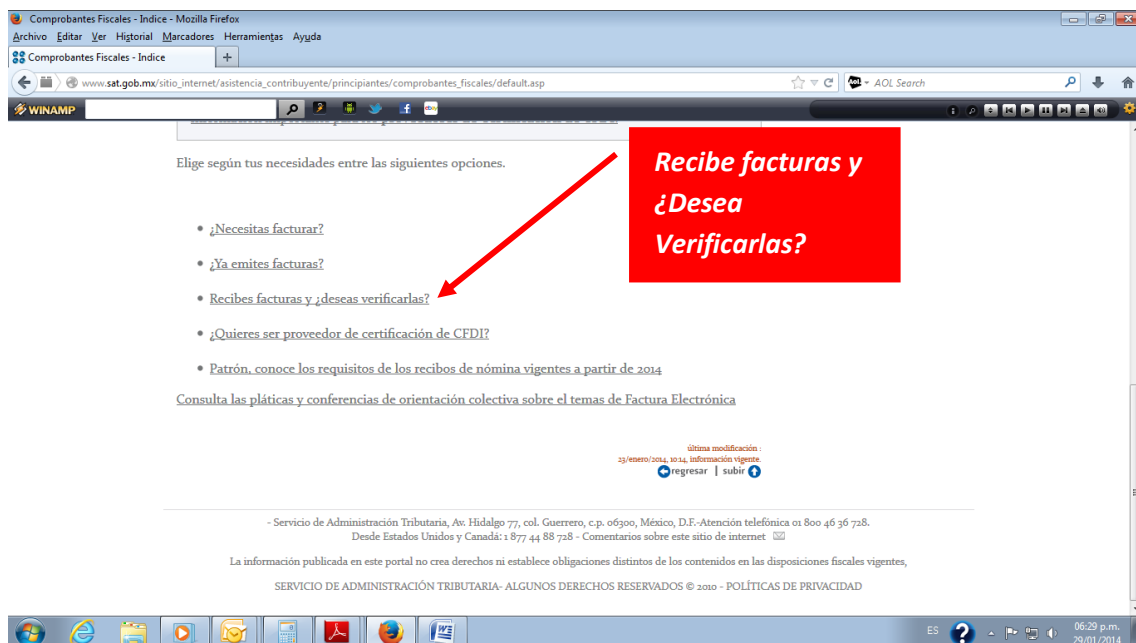 Comprobantes Fiscales - Indice - Mozilla Firefox
Archivo Editar Ver Historial Marcadores Herramientas Ayuda
Comprobantes Fiscales - Indice
www.sat.gob.mx/sitio_internet/asistencia_contribuyente/principiantes/comprobantes_fiscales/default.asp
AOL Search
WINAMP
Elige según tus necesidades entre las siguientes opciones.
Recibe facturas y
¿Desea
Verificarlas?
• ¿Necesitas facturar?
• ¿Ya emites facturas?
• Recibes facturas y ¿deseas verificarlas?
• ¿Quieres ser proveedor de certificación de CFDI?
• Patrón, conoce los requisitos de los recibos de nómina vigentes a partir de 2014
Consulta las pláticas y conferencias de orientación colectiva sobre el temas de Factura Electrónica
última modificación :
23/enero/2014, 10:14, información vigente.
regresar | subir
- Servicio de Administración Tributaria, Av. Hidalgo 77, col. Guerrero, c.p. 06300, México, D.F.-Atención telefónica 01 800 46 36 728.
Desde Estados Unidos y Canadá: 1 877 44 88 728 - Comentarios sobre este sitio de internet
La información publicada en este portal no crea derechos ni establece obligaciones distintos de los contenidos en las disposiciones fiscales vigentes,
SERVICIO DE ADMINISTRACIÓN TRIBUTARIA- ALGUNOS DERECHOS RESERVADOS © 2010 - POLÍTICAS DE PRIVACIDAD
ES
06:29 p.m.
29/01/2014